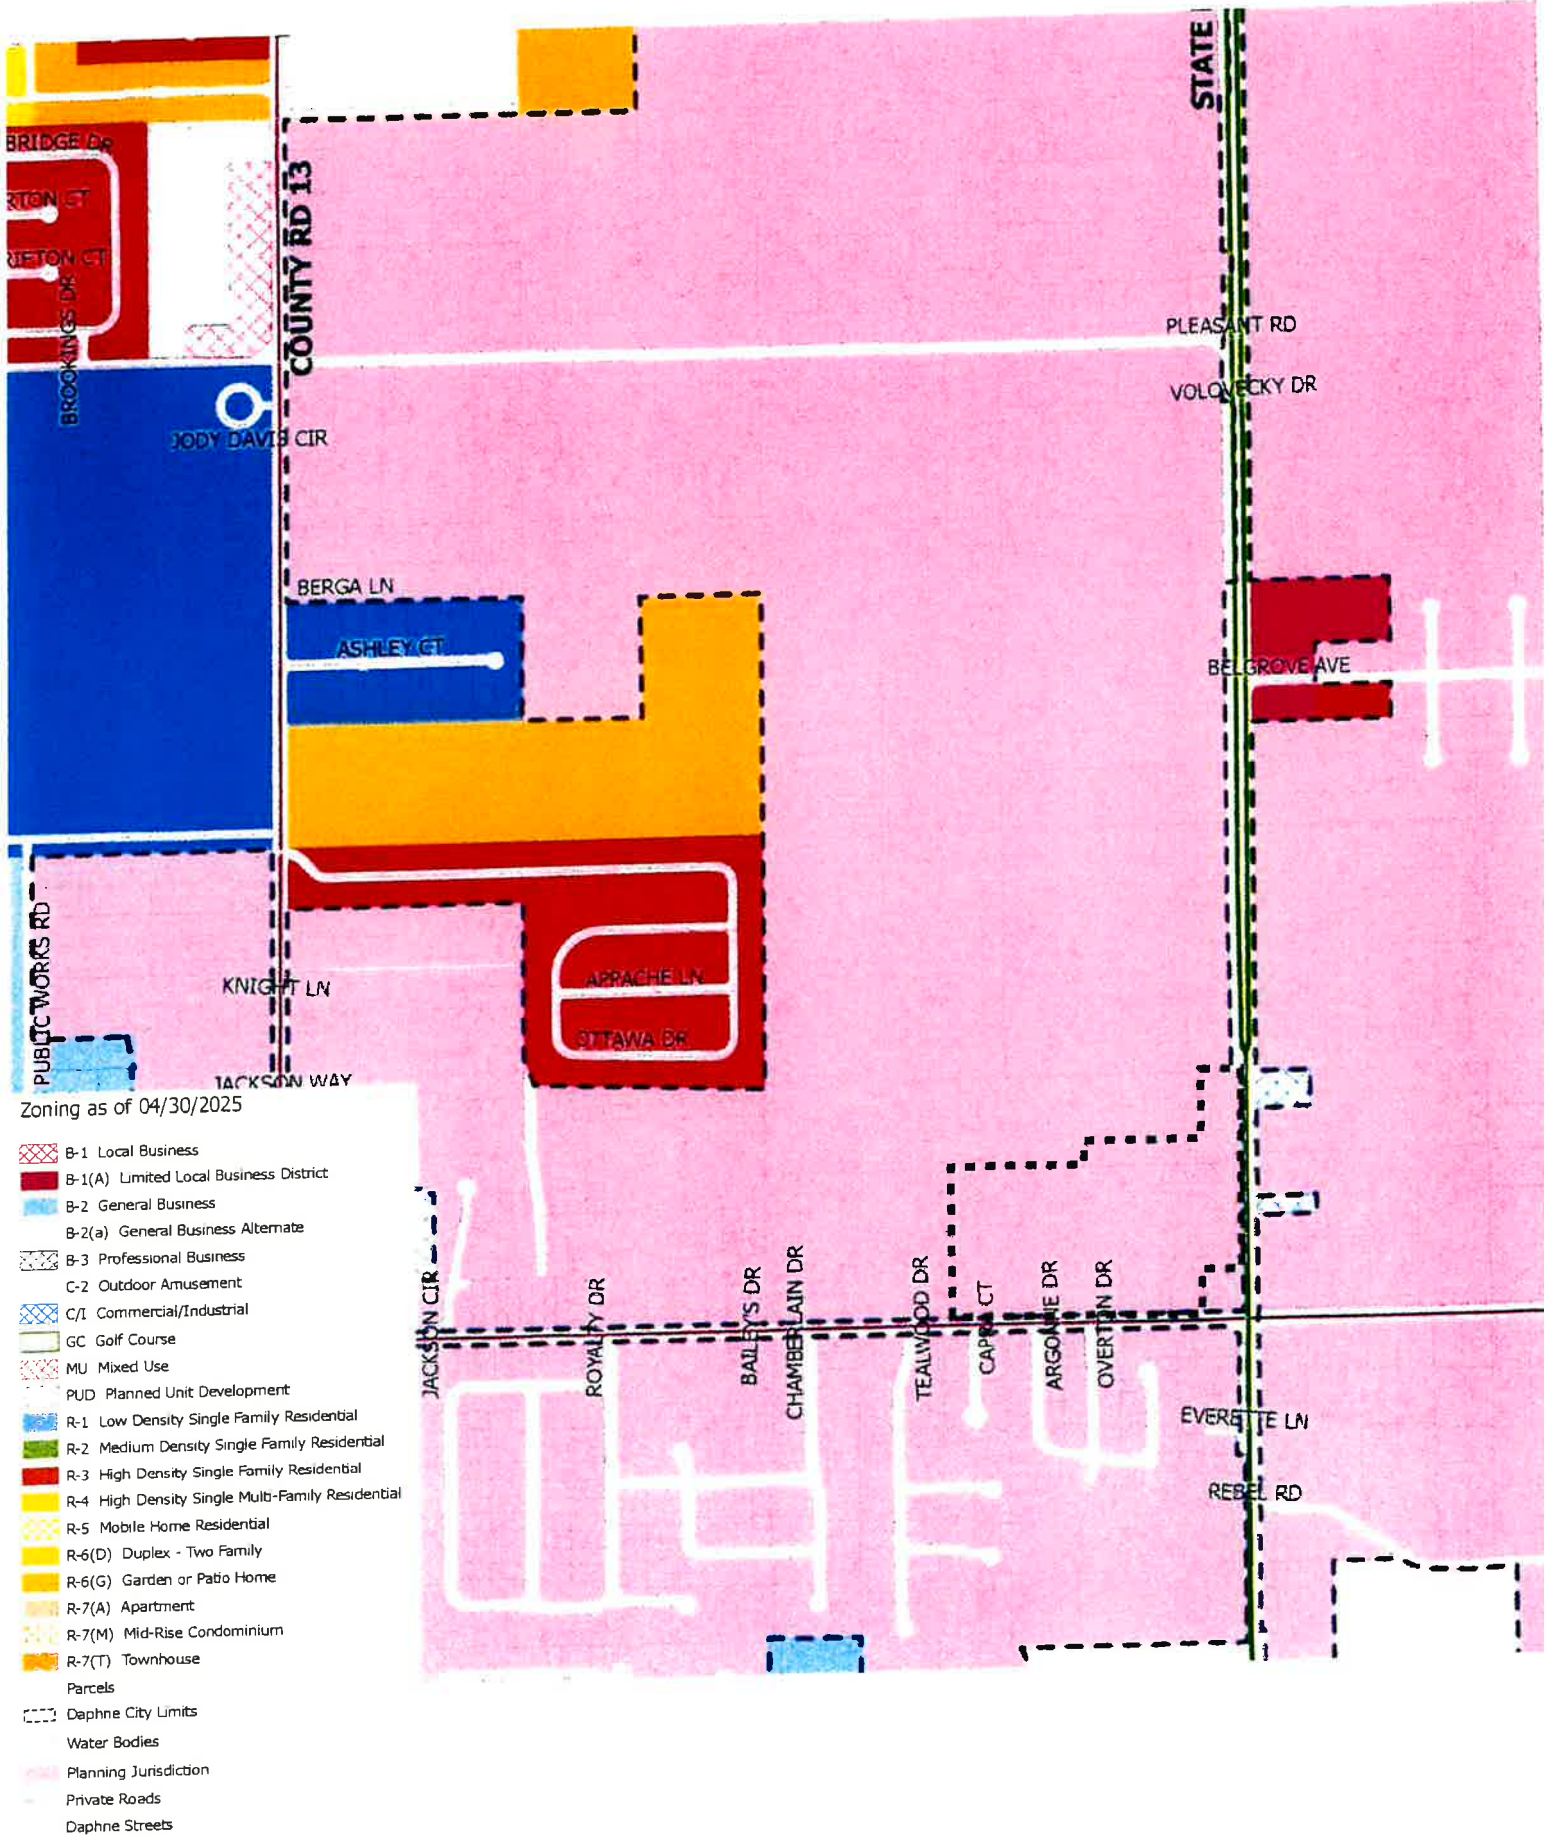 STATE
BRIDGE DR
RTON CT
RIFTON CT
BROOKINGS DR
COUNTY RD 13
PLEASANT RD
VOLOVECKY DR
JODY DAVIS CIR
BERGA LN
ASHLEY CT
BELGROVE AVE
PUBLIC WORKS RD
KNIGHT LN
APPACHE LN
OTTAWA DR
JACKSON WAY
Zoning as of 04/30/2025
B-1 Local Business
B-1(A) Limited Local Business District
B-2 General Business
B-2(a) General Business Alternate
B-3 Professional Business
C-2 Outdoor Amusement
C/I Commercial/Industrial
GC Golf Course
MU Mixed Use
PUD Planned Unit Development
R-1 Low Density Single Family Residential
R-2 Medium Density Single Family Residential
R-3 High Density Single Family Residential
R-4 High Density Single Multi-Family Residential
R-5 Mobile Home Residential
R-6(D) Duplex - Two Family
R-6(G) Garden or Patio Home
R-7(A) Apartment
R-7(M) Mid-Rise Condominium
R-7(T) Townhouse
Parcels
Daphne City Limits
Water Bodies
Planning Jurisdiction
Private Roads
Daphne Streets
JACKSON CIR
ROYALTY DR
BAILEYS DR
CHAMBERLAIN DR
TEALWOOD DR
CAPRI CT
ARGONNE DR
OVERTON DR
EVERETTE LN
REBEL RD